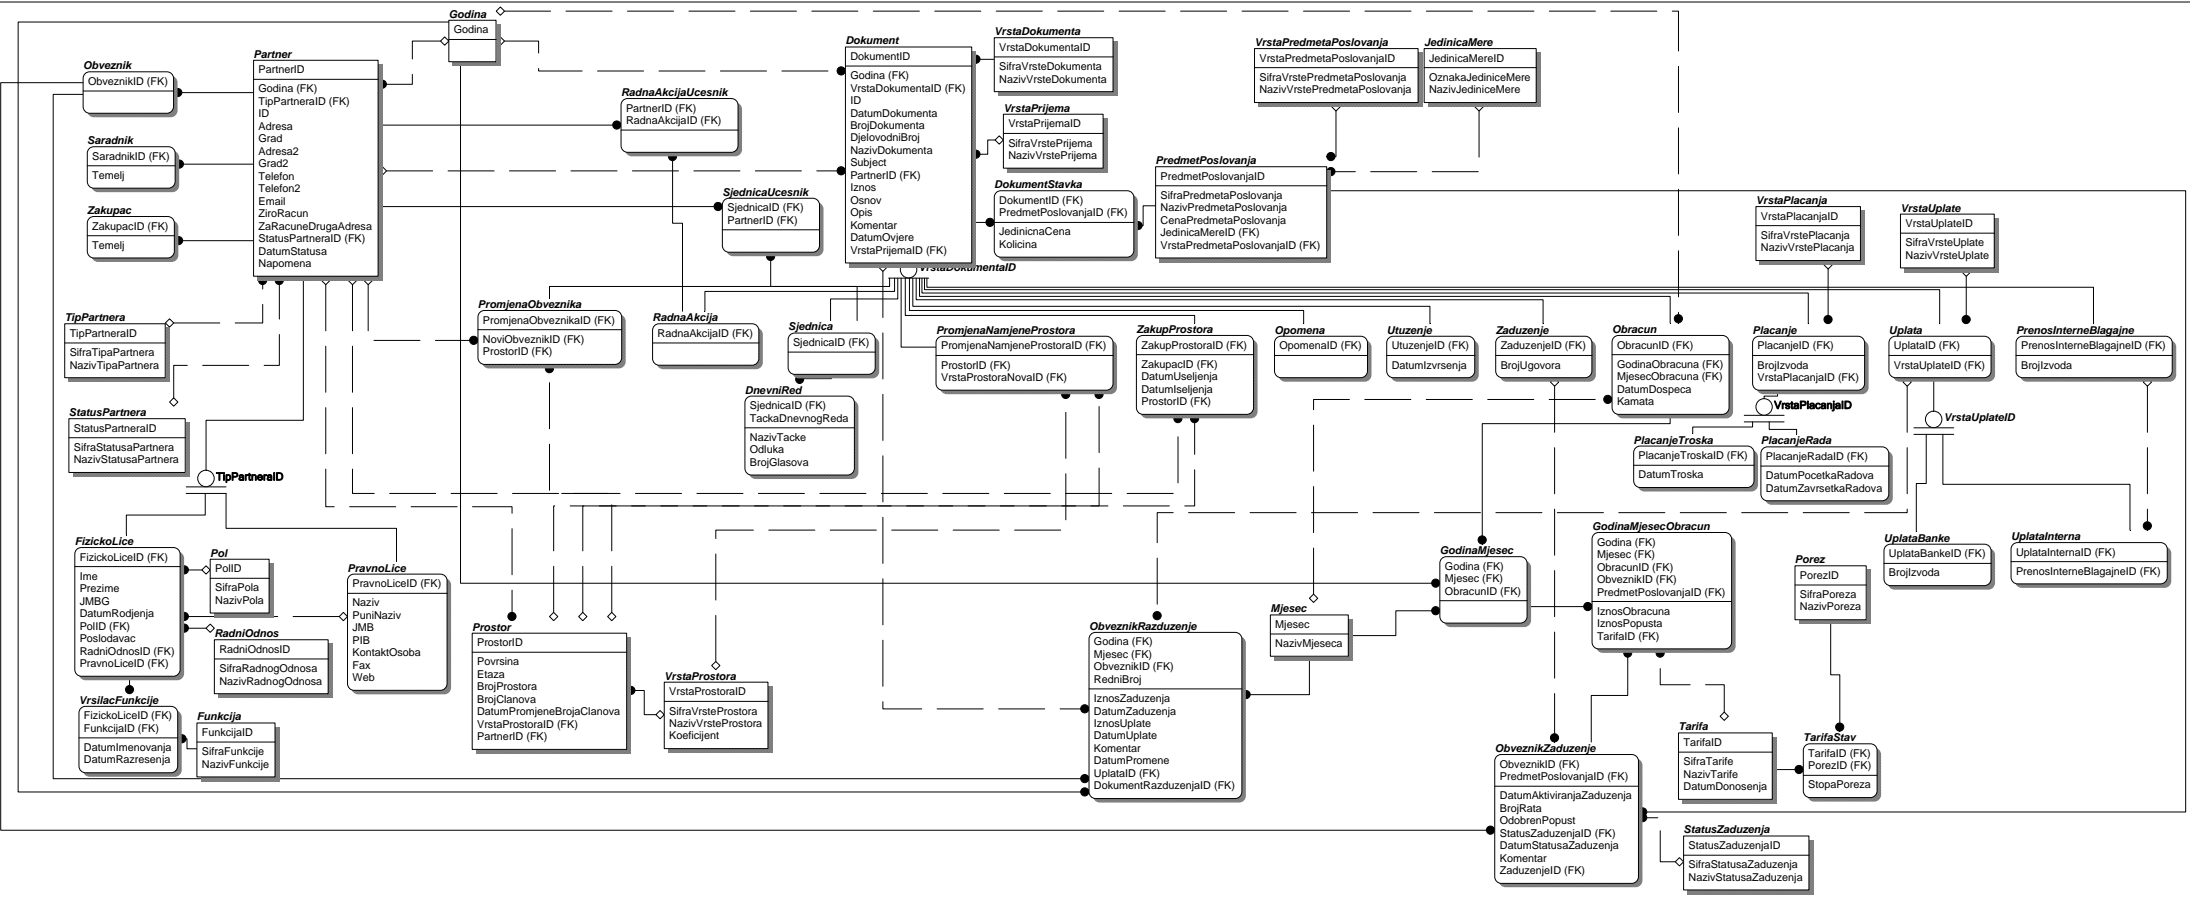 Godina
Godina
Partner
PartnerID
Godina (FK)
TipPartneraID (FK)
ID
Adresa
Grad
Adresa2
Grad2
Telefon
Telefon2
Email
ZiroRacun
ZaRacuneDrugaAdresa
StatusPartneraID (FK)
DatumStatusa
Napomena
Obveznik
ObveznikID (FK)
Saradnik
SaradnikID (FK)
Temelj
Zakupac
ZakupacID (FK)
Temelj
RadnaAkcijaUcesnik
PartnerID (FK)
RadnaAkcijaID (FK)
SjednicaUcesnik
SjednicaID (FK)
PartnerID (FK)
Dokument
DokumentID
Godina (FK)
VrstaDokumentaID (FK)
ID
DatumDokumenta
BrojDokumenta
DjelovodniBroj
NazivDokumenta
Subject
PartnerID (FK)
Iznos
Osnov
Opis
Komentar
DatumOvjere
VrstaPrijemaID (FK)
VrstaDokumentaID
VrstaDokumenta
VrstaDokumentaID
SifraVrsteDokumenta
NazivVrsteDokumenta
VrstaPrijema
VrstaPrijemaID
SifraVrstePrijema
NazivVrstePrijema
DokumentStavka
DokumentID (FK)
PredmetPoslovanjaID (FK)
JedinicnaCena
Kolicina
VrstaPredmetaPoslovanja
VrstaPredmetaPoslovanjaID
SifraVrstePredmetaPoslovanja
NazivVrstePredmetaPoslovanja
JedinicaMere
JedinicaMereID
OznakaJediniceMere
NazivJediniceMere
PredmetPoslovanja
PredmetPoslovanjaID
SifraPredmetaPoslovanja
NazivPredmetaPoslovanja
CenaPredmetaPoslovanja
JedinicaMereID (FK)
VrstaPredmetaPoslovanjaID (FK)
VrstaPlacanja
VrstaPlacanjaID
SifraVrstePlacanja
NazivVrstePlacanja
VrstaUplate
VrstaUplateID
SifraVrsteUplate
NazivVrsteUplate
TipPartnera
TipPartneraID
SifraTipaPartnera
NazivTipaPartnera
StatusPartnera
StatusPartneraID
SifraStatusaPartnera
NazivStatusaPartnera
TipPartneraID
PromjenaObveznika
PromjenaObveznikaID (FK)
NoviObveznikID (FK)
ProstorID (FK)
RadnaAkcija
RadnaAkcijaID (FK)
Sjednica
SjednicaID (FK)
DnevniRed
SjednicaID (FK)
TackaDnevnogReda
NazivTacke
Odluka
BrojGlasova
PromjenaNamjeneProstora
PromjenaNamjeneProstoraID (FK)
ProstorID (FK)
VrstaProstoraNovaID (FK)
ZakupProstora
ZakupProstoraID (FK)
ZakupacID (FK)
DatumUseljenja
DatumIseljenja
ProstorID (FK)
Opomena
OpomenaID (FK)
Utuzenje
UtuzenjeID (FK)
DatumIzvrsenja
Zaduzenje
ZaduzenjeID (FK)
BrojUgovora
Obracun
ObracunID (FK)
GodinaObracuna (FK)
MjesecObracuna (FK)
DatumDospeca
Kamata
Placanje
PlacanjeID (FK)
BrojIzvoda
VrstaPlacanjaID (FK)
VrstaPlacanjaID
Uplata
UplataID (FK)
VrstaUplateID (FK)
VrstaUplateID
PrenosInterneBlagajne
PrenosInterneBlagajneID (FK)
BrojIzvoda
PlacanjeTroska
PlacanjeTroskaID (FK)
DatumTroska
PlacanjeRada
PlacanjeRadaID (FK)
DatumPocetkaRadova
DatumZavrsetkaRadova
FizickoLice
FizickoLiceID (FK)
Ime
Prezime
JMBG
DatumRodjenja
PolID (FK)
Poslodavac
RadniOdnosID (FK)
PravnoLiceID (FK)
Pol
PolID
SifraPola
NazivPola
RadniOdnos
RadniOdnosID
SifraRadnogOdnosa
NazivRadnogOdnosa
PravnoLice
PravnoLiceID (FK)
Naziv
PuniNaziv
JMB
PIB
KontaktOsoba
Fax
Web
VrsilacFunkcije
FizickoLiceID (FK)
FunkcijaID (FK)
DatumImenovanja
DatumRazresenja
Funkcija
FunkcijaID
SifraFunkcije
NazivFunkcije
Prostor
ProstorID
Povrsina
Etaza
BrojProstora
BrojClanova
DatumPromjeneBrojaClanova
VrstaProstoraID (FK)
PartnerID (FK)
VrstaProstora
VrstaProstoraID
SifraVrsteProstora
NazivVrsteProstora
Koeficijent
ObveznikRazduzenje
Godina (FK)
Mjesec (FK)
ObveznikID (FK)
RedniBroj
IznosZaduzenja
DatumZaduzenja
IznosUplate
DatumUplate
Komentar
DatumPromene
UplataID (FK)
DokumentRazduzenjaID (FK)
Mjesec
Mjesec
NazivMjeseca
GodinaMjesec
Godina (FK)
Mjesec (FK)
ObracunID (FK)
GodinaMjesecObracun
Godina (FK)
Mjesec (FK)
ObracunID (FK)
ObveznikID (FK)
PredmetPoslovanjaID (FK)
IznosObracuna
IznosPopusta
TarifaID (FK)
Porez
PorezID
SifraPoreza
NazivPoreza
UplataBanke
UplataBankeID (FK)
BrojIzvoda
UplataInterna
UplataInternaID (FK)
PrenosInterneBlagajneID (FK)
ObveznikZaduzenje
ObveznikID (FK)
PredmetPoslovanjaID (FK)
DatumAktiviranjaZaduzenja
BrojRata
OdobrenPopust
StatusZaduzenjaID (FK)
DatumStatusaZaduzenja
Komentar
ZaduzenjeID (FK)
Tarifa
TarifaID
SifraTarife
NazivTarife
DatumDonosenja
TarifaStav
TarifaID (FK)
PorezID (FK)
StopaPoreza
StatusZaduzenja
StatusZaduzenjaID
SifraStatusaZaduzenja
NazivStatusaZaduzenja